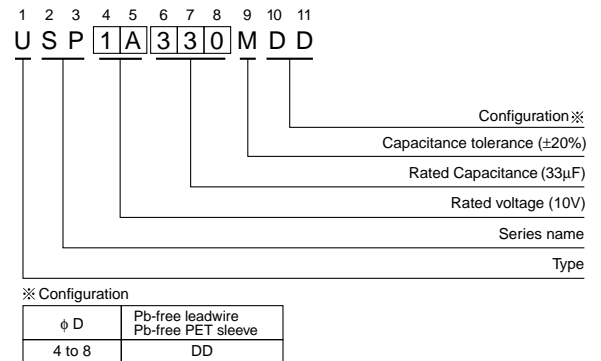 1 2 3 4 5 6 7 8 9 10 11
U S P 1 A 3 3 0 M D D
Configuration※
Capacitance tolerance (±20%)
Rated Capacitance (33µF)
Rated voltage (10V)
Series name
Type
※ Configuration
ϕ D
Pb-free leadwire
Pb-free PET sleeve
4 to 8
DD